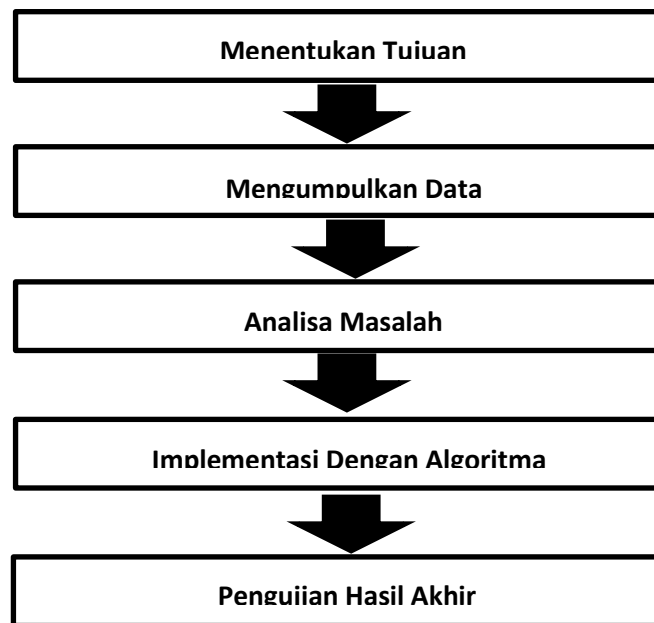 Menentukan Tujuan
Mengumpulkan Data
Analisa Masalah
Implementasi Dengan Algoritma
Pengujian Hasil Akhir